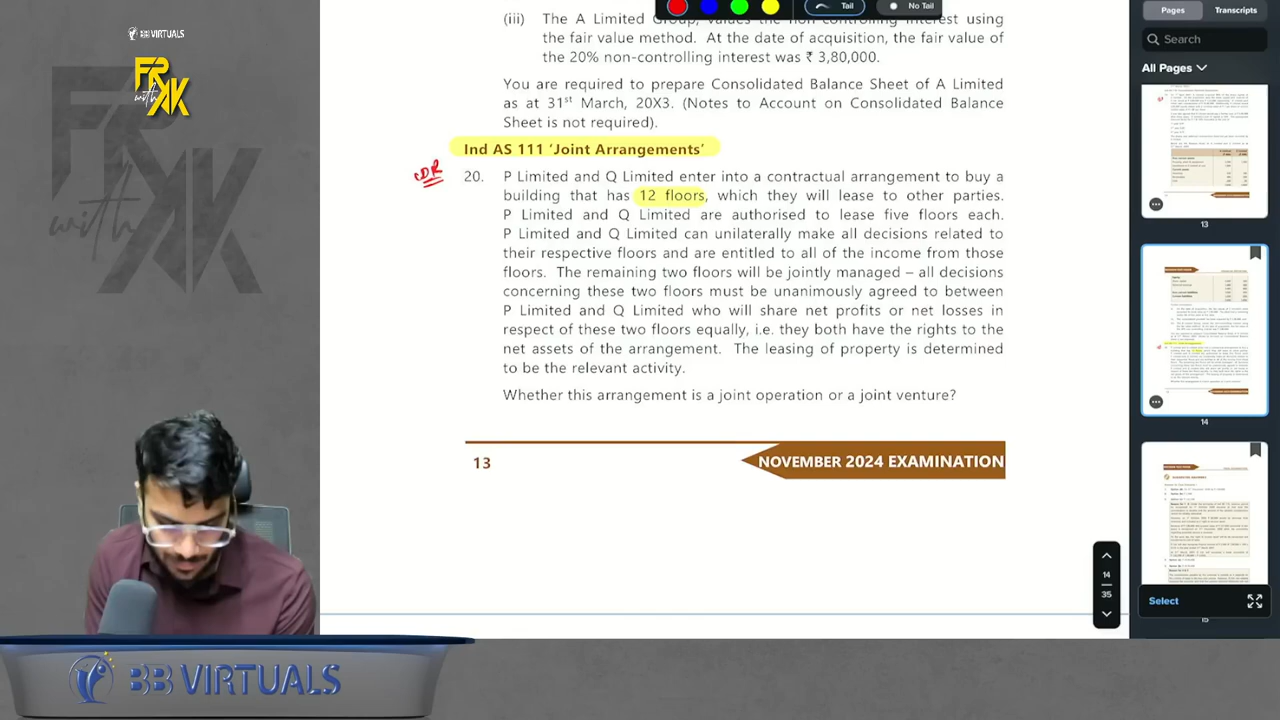 Tail
No Tail
Pages
Transcripts
BB VIRTUALS
Search
FR
with
AK
All Pages
(iii) The A Limited Group, values the non-controlling interest using
the fair value method. At the date of acquisition, the fair value of
the 20% non-controlling interest was ₹ 3,80,000.
You are required to prepare Consolidated Balance Sheet of A Limited
as on 31st March, 20X3. (Notes to Account on Consolidated Balance
Sheet is not required).
Ind AS 111 'Joint Arrangements'
20. P Limited and Q Limited enter into contractual arrangement to buy a
building that has 12 floors, which they will lease to other parties.
P Limited and Q Limited are authorised to lease five floors each.
P Limited and Q Limited can unilaterally make all decisions related to
their respective floors and are entitled to all of the income from those
floors. The remaining two floors will be jointly managed – all decisions
concerning these two floors must be unanimously agreed to between
P Limited and Q Limited who will share net profits or net losses in
respect of these two floors equally, i.e. they both have the rights to the
net assets of the arrangement. The leasing of property is determined
to be its relevant activity.
Whether this arrangement is a joint operation or a joint venture?
13
NOVEMBER 2024 EXAMINATION
13
14
15
14
35
Select
BB VIRTUALS